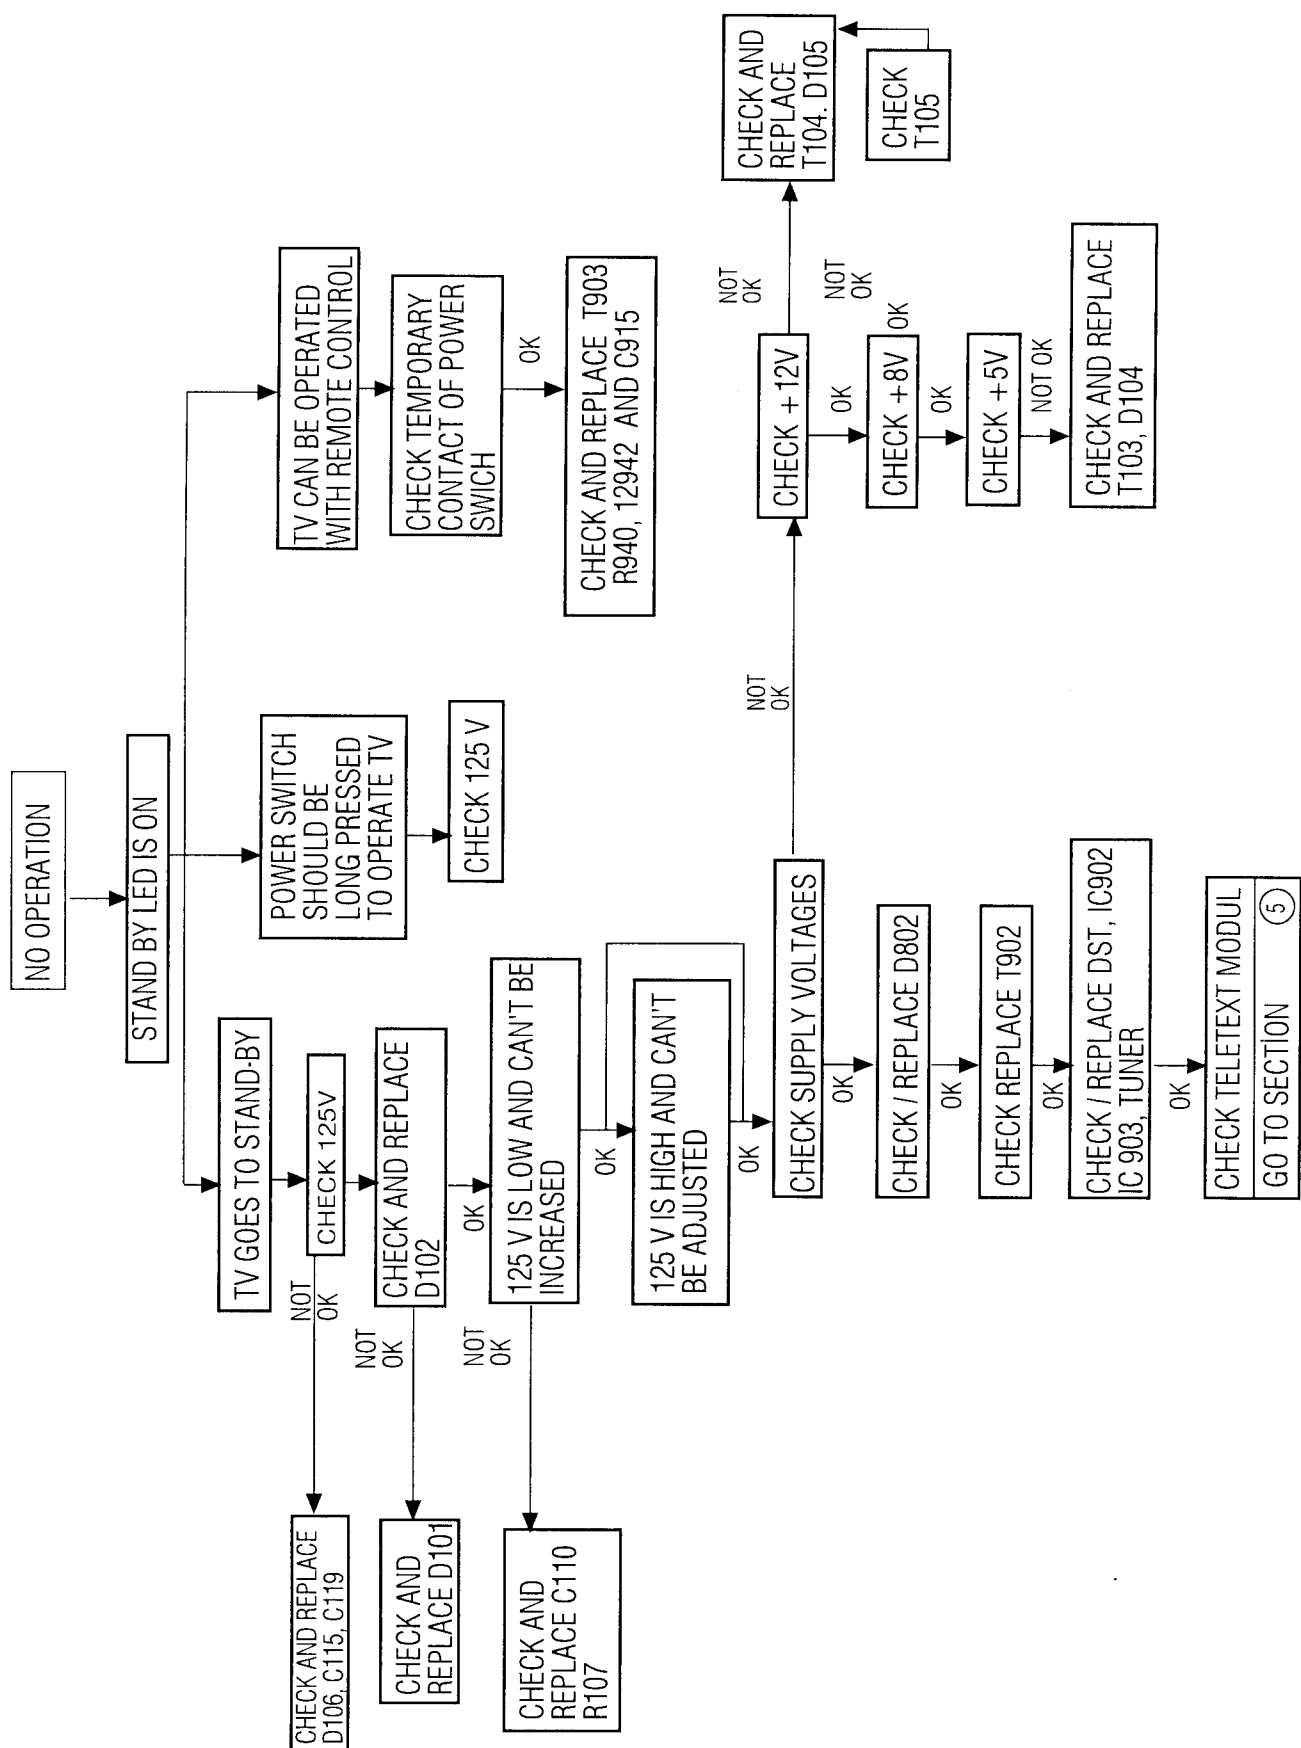 NO OPERATION
STAND BY LED IS ON
TV GOES TO STAND-BY
POWER SWITCH
SHOULD BE
LONG PRESSED
TO OPERATE TV
TV CAN BE OPERATED
WITH REMOTE CONTROL
NOT
OK
CHECK 125V
CHECK 125 V
CHECK TEMPORARY
CONTACT OF POWER
SWICH
CHECK AND REPLACE
D106, C115, C119
NOT
OK
CHECK AND REPLACE
D102
OK
CHECK AND
REPLACE D101
OK
CHECK AND REPLACE T903
R940, 12942 AND C915
NOT
OK
125 V IS LOW AND CAN'T BE
INCREASED
CHECK AND
REPLACE C110
R107
OK
125 V IS HIGH AND CAN'T
BE ADJUSTED
OK
CHECK SUPPLY VOLTAGES
NOT
OK
CHECK +12V
NOT
OK
CHECK AND
REPLACE
T104. D105
OK
CHECK / REPLACE D802
OK
CHECK +8V
NOT
OK
OK
CHECK
T105
OK
CHECK REPLACE T902
OK
CHECK +5V
OK
CHECK / REPLACE DST, IC902
IC 903, TUNER
NOT OK
CHECK AND REPLACE
T103, D104
OK
CHECK TELETEXT MODUL
GO TO SECTİON 5